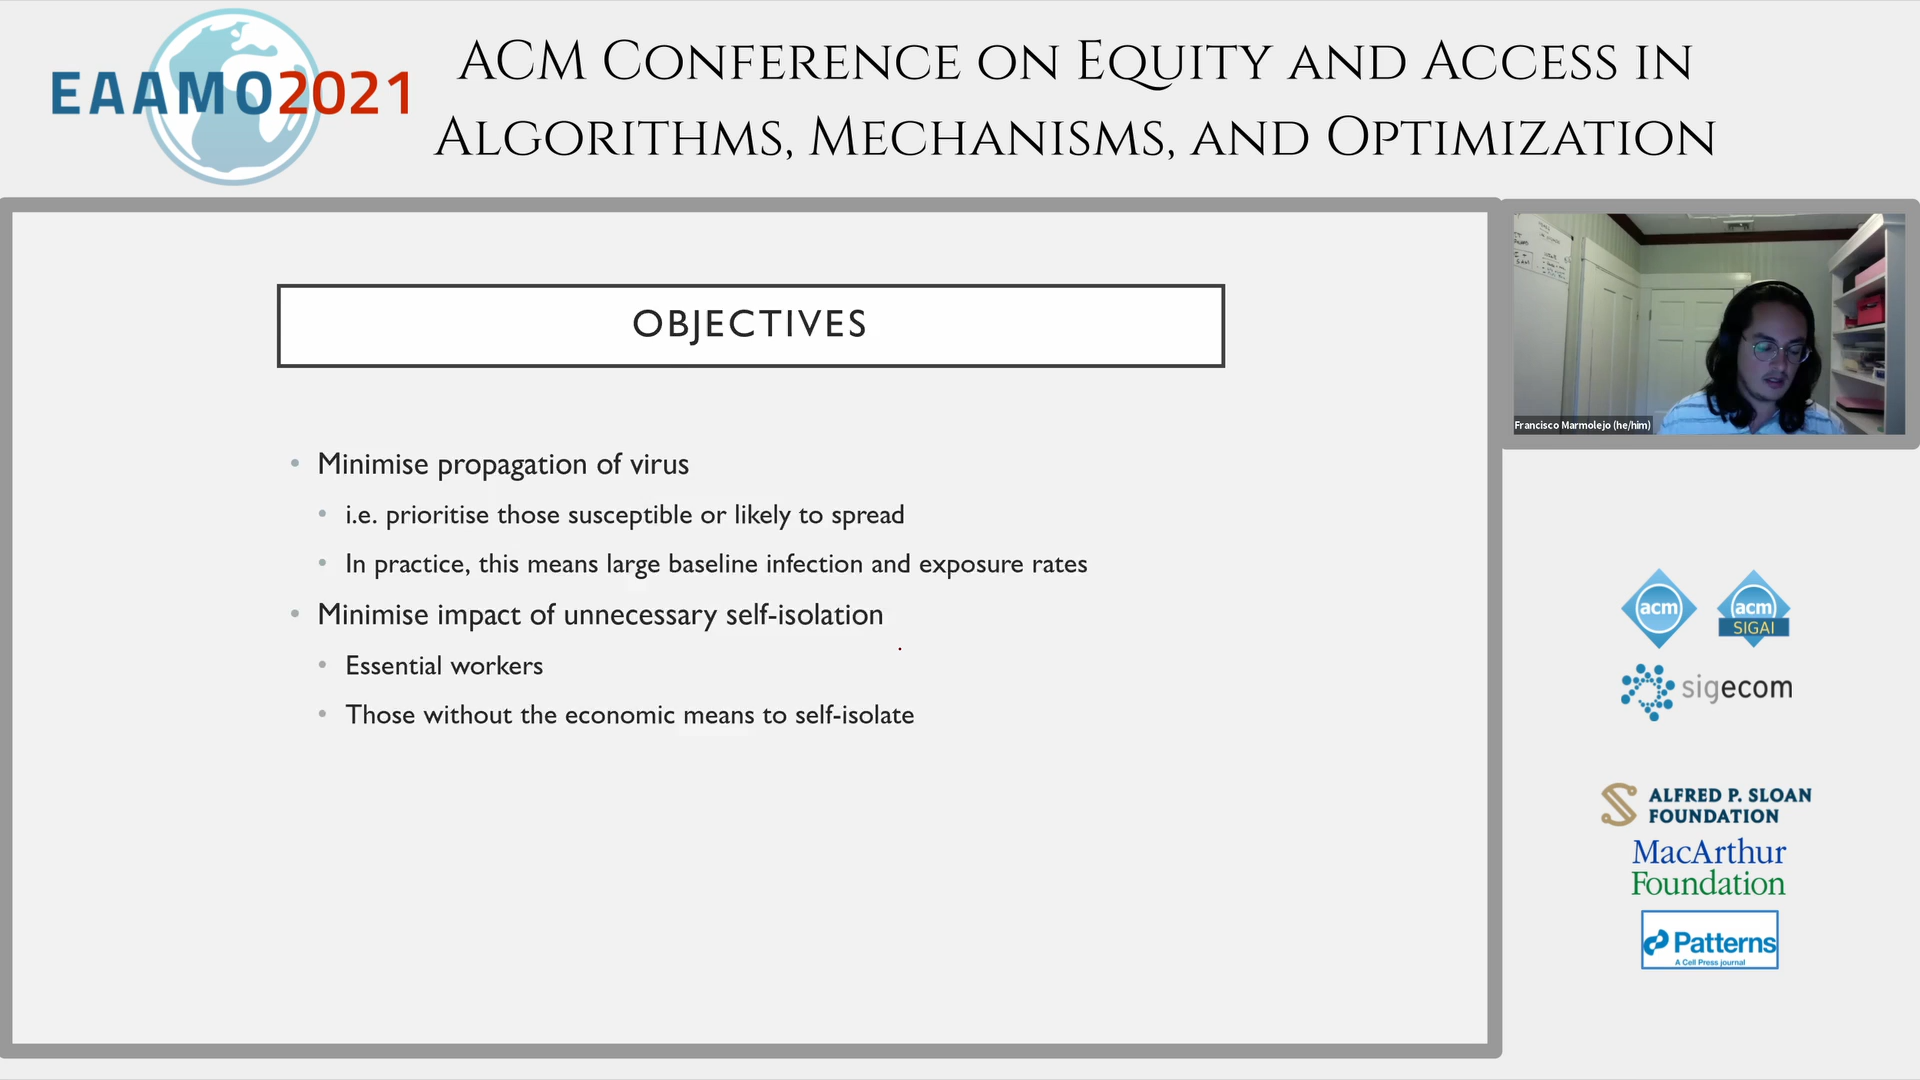 EAAMO2021
ACM Conference on Equity and Access in
Algorithms, Mechanisms, and Optimization
OBJECTIVES
• Minimise propagation of virus
• i.e. prioritise those susceptible or likely to spread
• In practice, this means large baseline infection and exposure rates
• Minimise impact of unnecessary self-isolation
• Essential workers
• Those without the economic means to self-isolate
Francisco Marmolejo (he/him)
acm
acm
SIGAI
sigecom
ALFRED P. SLOAN
FOUNDATION
MacArthur
Foundation
Patterns
A Cell Press journal